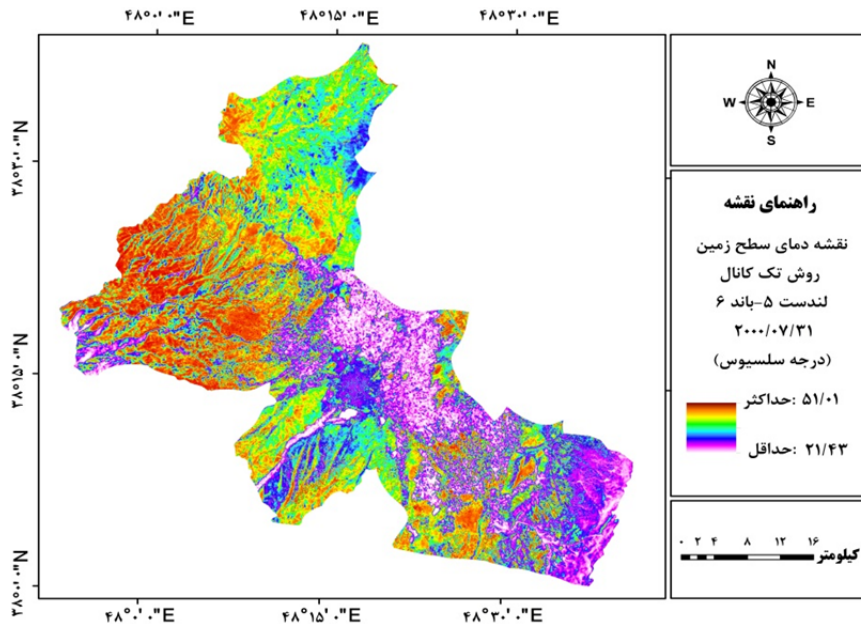 ۴۸°۰'۰"E ۴۸°۱۵'۰"E ۴۸°۳۰'۰"E
N
W E
S
۳۸°۳۰'۰"N
۳۸°۱۵'۰"N
۳۸°۰'۰"N
راهنمای نقشه
نقشه دمای سطح زمین
روش تک کانال
لندست ۵-باند ۶
۲۰۰۰/۰۷/۳۱
(درجه سلسیوس)
حداکثر: ۵۱/۰۱
حداقل: ۲۱/۴۳
۰ ۲ ۴ ۸ ۱۲ ۱۶
کیلومتر
۴۸°۰'۰"E ۴۸°۱۵'۰"E ۴۸°۳۰'۰"E